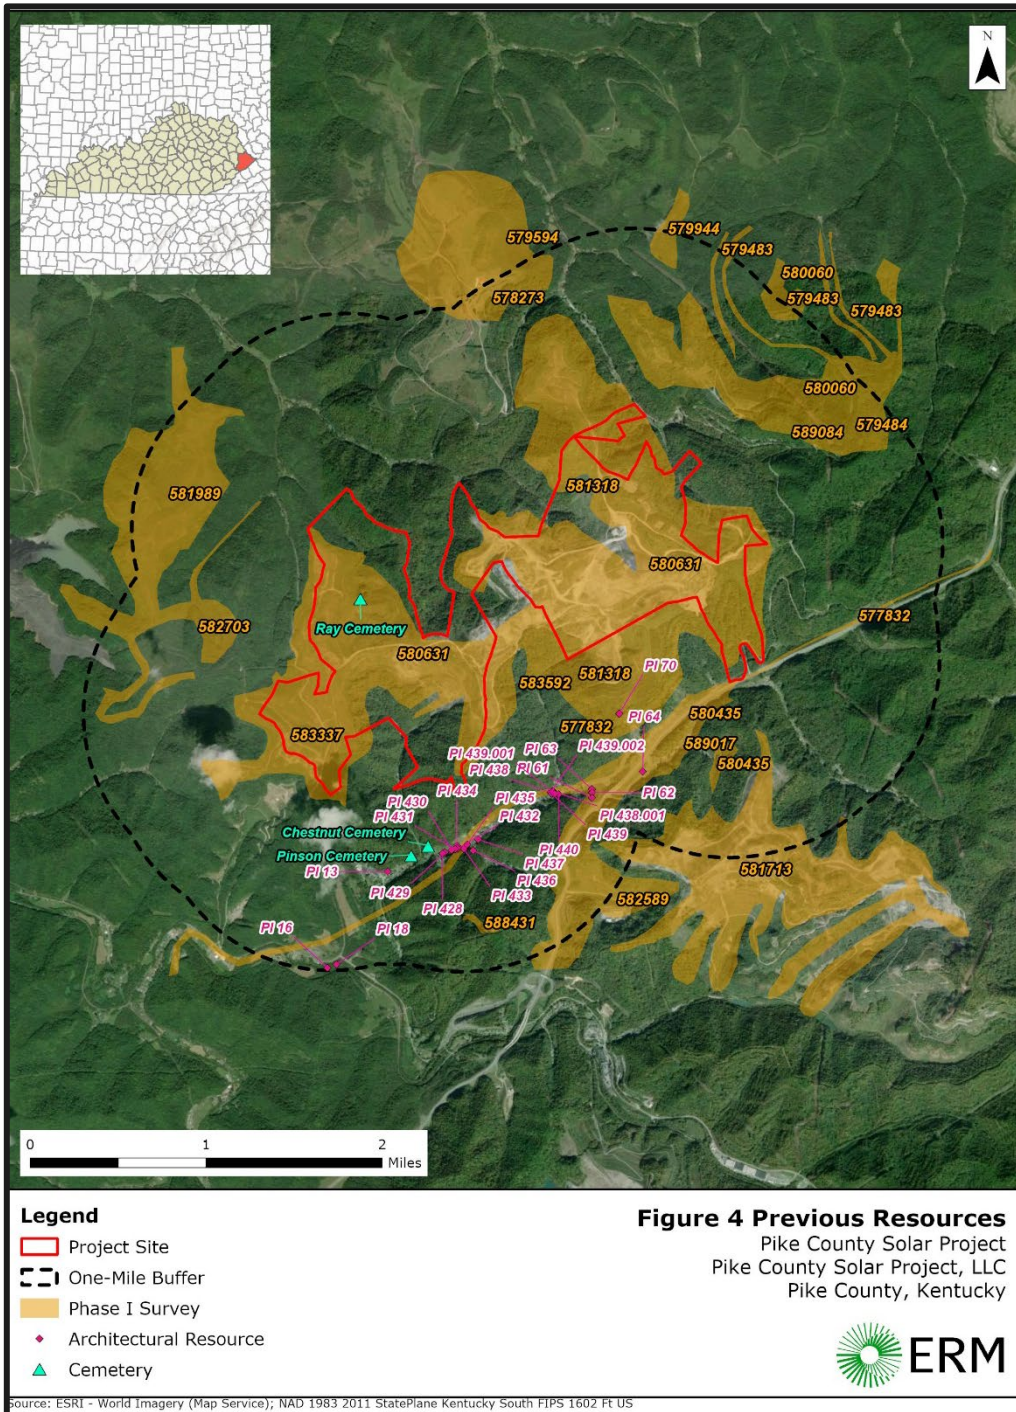 N
579594
579944
579483
580060
578273
579483
579483
580060
589084
579484
581318
581989
580631
577832
Ray Cemetery
582703
580631
581318
583592
PI 70
580435
577832
PI 64
583337
589017
PI 63
PI 439.002
PI 439.001
580435
PI 438
PI 61
PI 434
PI 62
PI 430
PI 435
PI 438.001
PI 431
PI 432
Chestnut Cemetery
PI 439
PI 440
Pinson Cemetery
PI 437
581713
PI 13
PI 436
PI 429
PI 433
582589
PI 428
588431
PI 16
PI 18
0 1 2
Miles
Legend
Project Site
One-Mile Buffer
Phase I Survey
Architectural Resource
Cemetery
Figure 4 Previous Resources
Pike County Solar Project
Pike County Solar Project, LLC
Pike County, Kentucky
ERM
Source: ESRI - World Imagery (Map Service); NAD 1983 2011 StatePlane Kentucky South FIPS 1602 Ft US